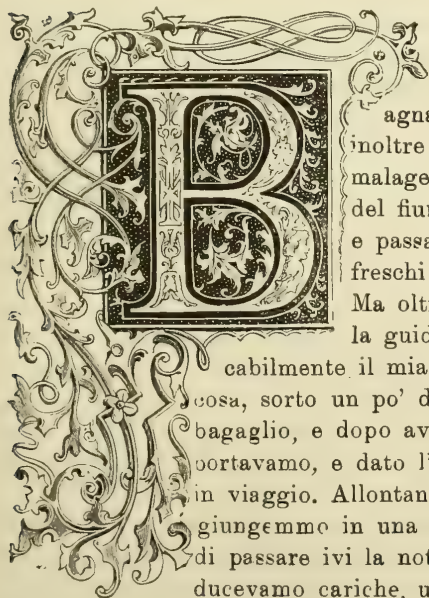 Bagna
inoltre
malage
del fiu
e passa
freschi
Ma olt
la guid
cabilmente il mia
cosa, sorto un po' d
bagaglio, e dopo av
portavamo, e dato l'
in viaggio. Allontan
giungemmo in una
di passare ivi la not
ducevamo cariche, u